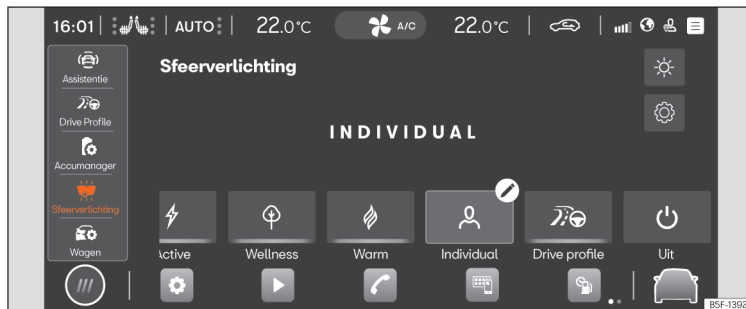 16:01 AUTO 22.0°C A/C 22.0°C
Assistentie
Drive Profile
Accumanager
Sfeerverlichting
Wagen
Sfeerverlichting
INDIVIDUAL
Active Wellness Warm Individual Drive profile Uit
B5F-1392